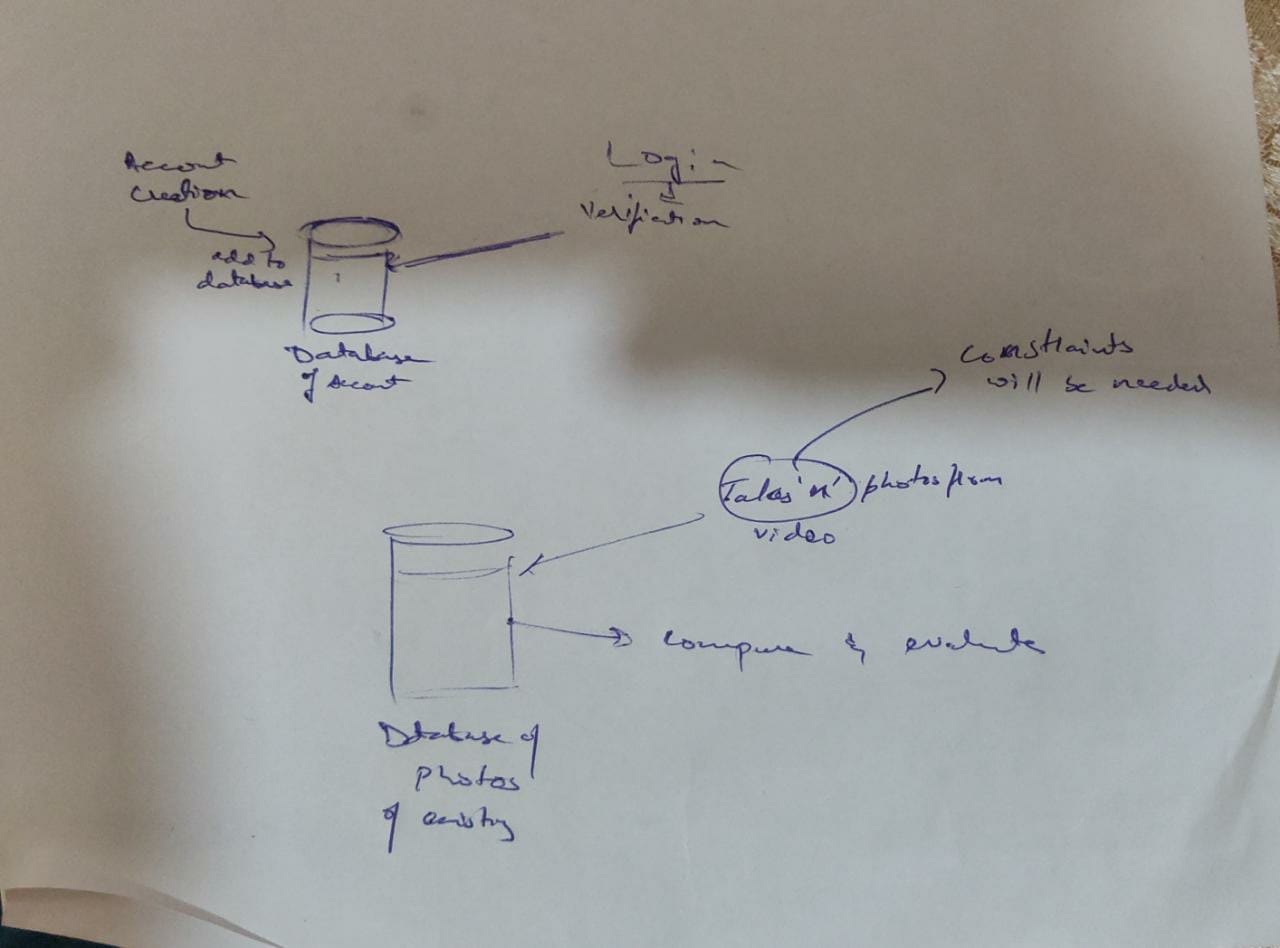 Account
Creation
add to
database
Login
Verification
Database
of Account
Constraints
will be needed
Takes 'n' photos from
video
compare & evaluate
Database of
photos
of existing